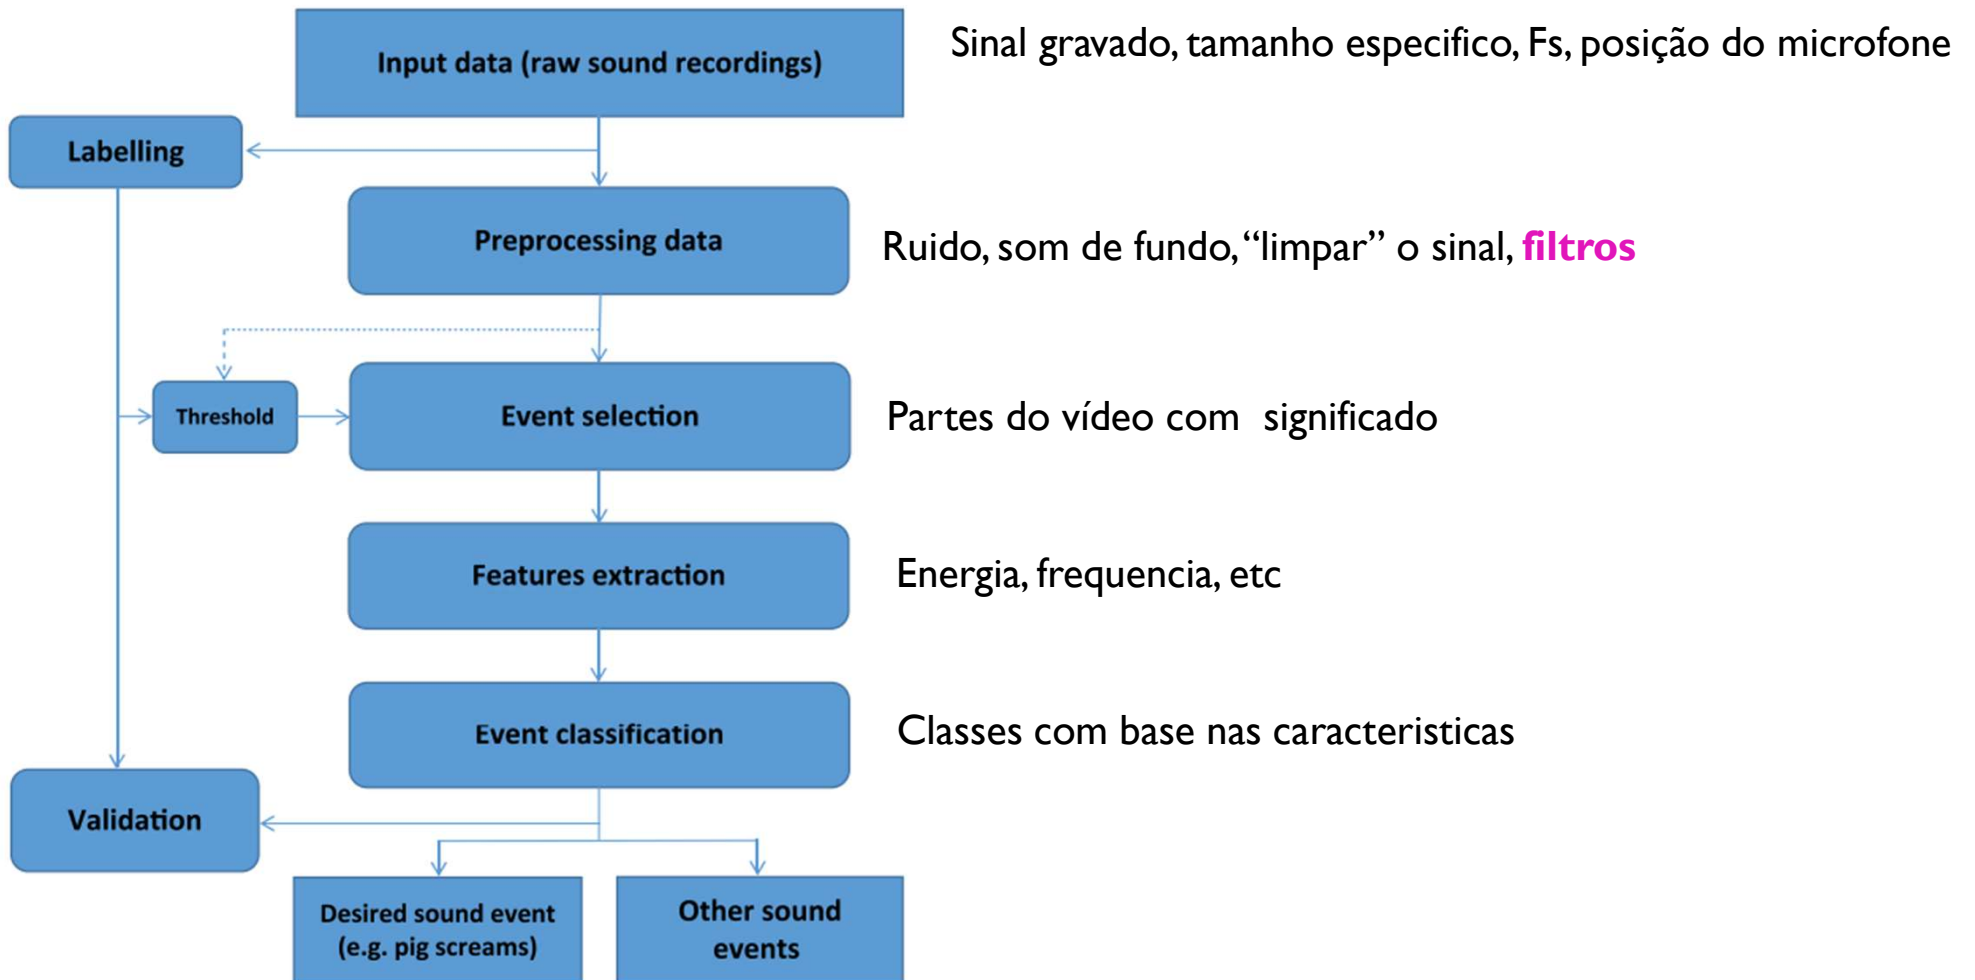 Input data (raw sound recordings)
Sinal gravado, tamanho especifico, Fs, posição do microfone
Labelling
Preprocessing data
Ruido, som de fundo, “limpar” o sinal, filtros
Threshold
Event selection
Partes do vídeo com significado
Features extraction
Energia, frequencia, etc
Event classification
Classes com base nas caracteristicas
Validation
Desired sound event
(e.g. pig screams)
Other sound
events